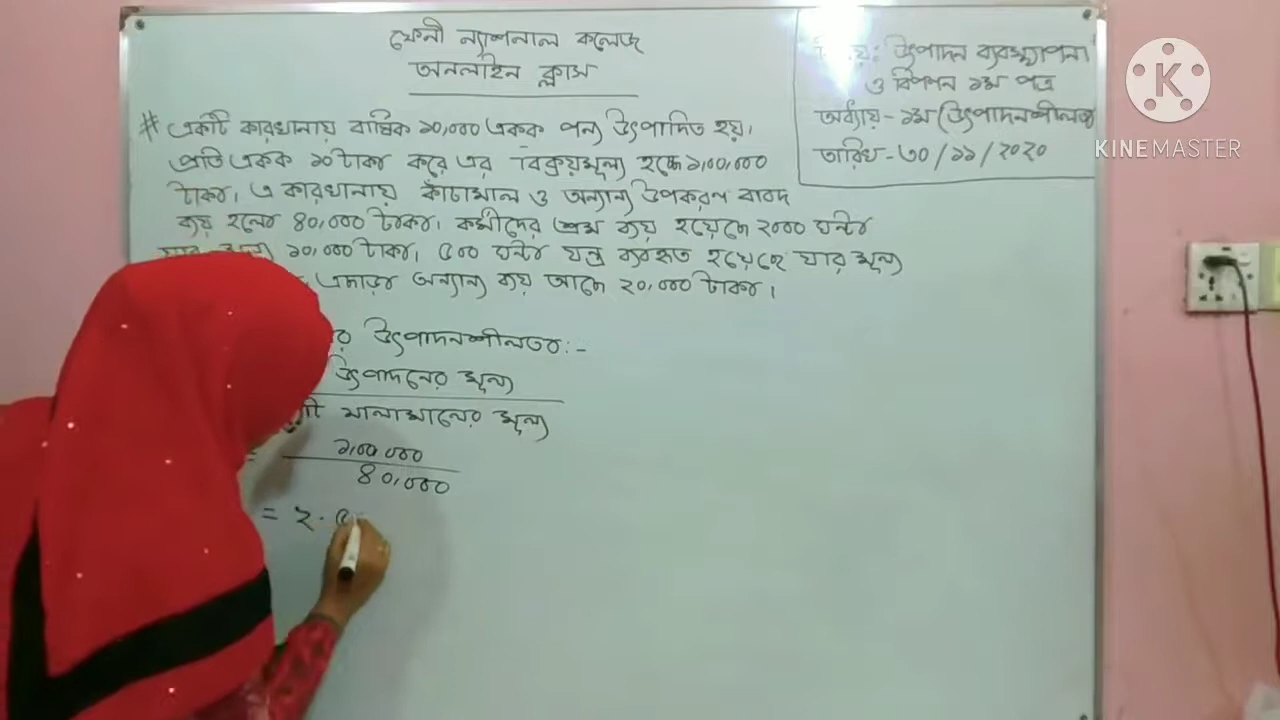 ফেনী ন্যাশনাল কলেজ
অনলাইন ক্লাস
উৎপাদন ব্যবস্থাপনা
ও বিপণন ১ম পত্র
অধ্যায়-১ম (উৎপাদনশীলতা
তারিখ-৩০/১১/২০২০
# একটি কারখানায় বার্ষিক ১০,০০০ একক পন্য উৎপাদিত হয়।
প্রতি একক ১০ টাকা করে এর বিক্রয়মূল্য হচ্ছে ১,০০,০০০
টাকা। এ কারখানায় কাঁচামাল ও অন্যান্য উপকরণ বাবদ
ব্যয় হলো ৪০,০০০ টাকা। কর্মীদের শ্রম ব্যয় হয়েছে ২০০০ ঘন্টা
১০,০০০ টাকা। ৫০০ ঘন্টা যন্ত্র ব্যবহৃত হয়েছে যার মূল্য
এছাড়া অন্যান্য ব্যয় আছে ২০,০০০ টাকা।
র উৎপাদনশীলতা:-
উৎপাদনের মূল্য
মালামালের মূল্য
১,০০,০০০
৪০,০০০
= ২.৫
KINEMASTER